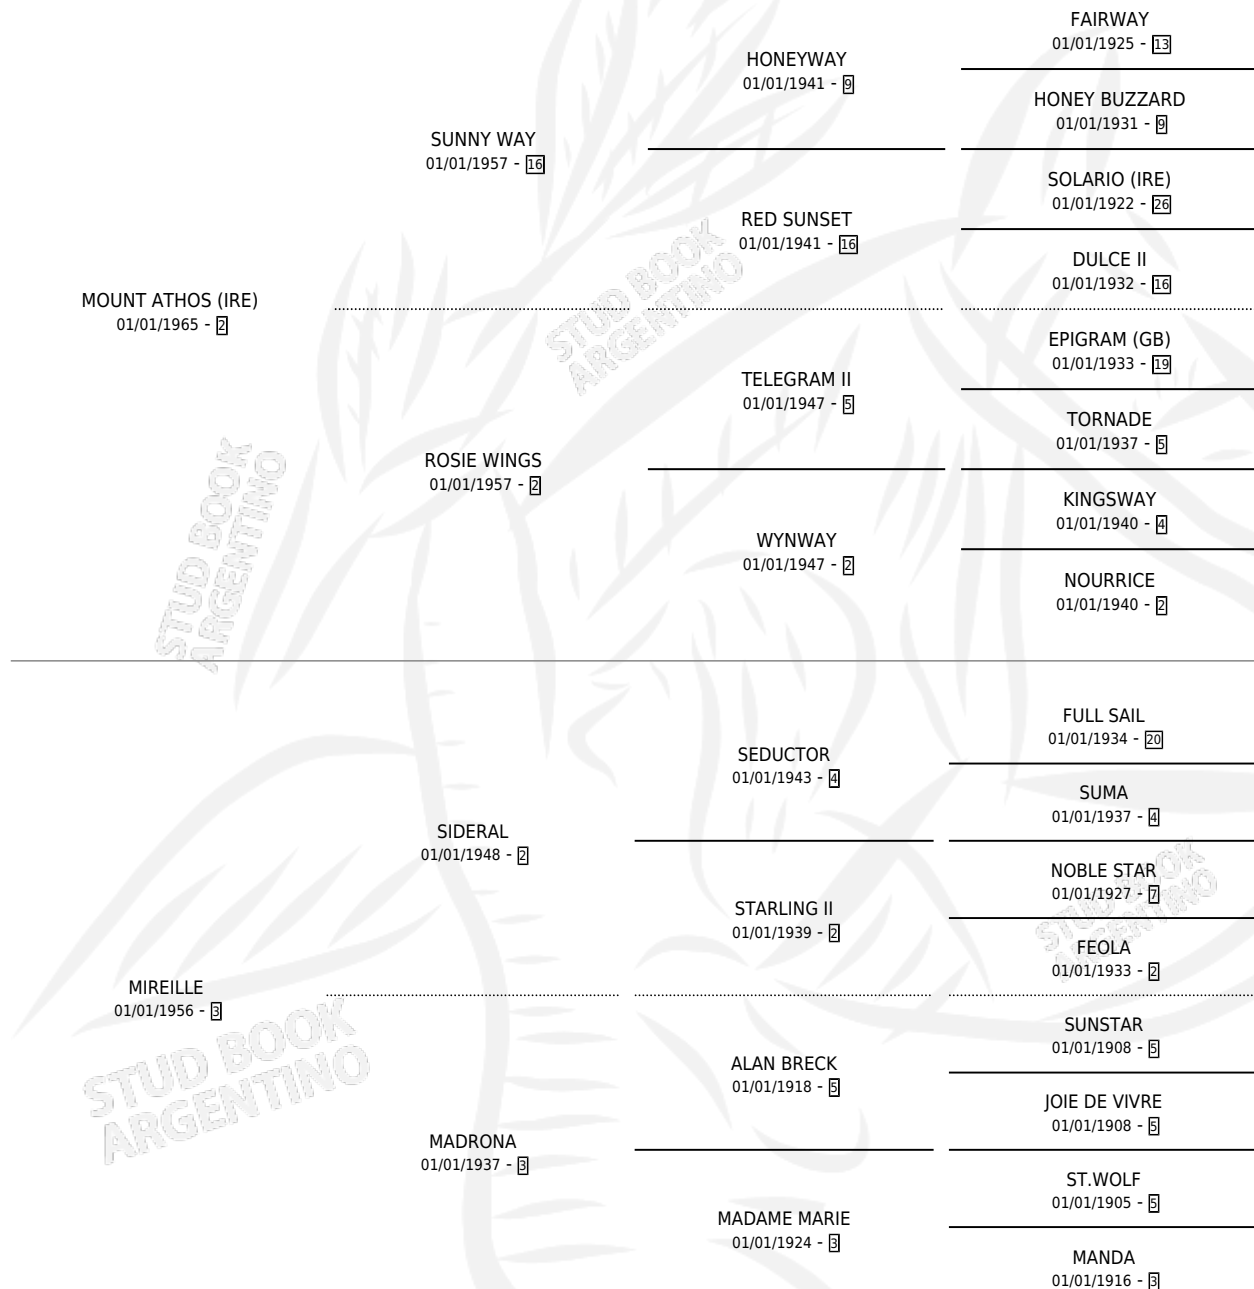 FAIRWAY
01/01/1925 - 13
HONEYWAY
01/01/1941 - 9
HONEY BUZZARD
01/01/1931 - 9
SUNNY WAY
01/01/1957 - 16
SOLARIO (IRE)
01/01/1922 - 26
RED SUNSET
01/01/1941 - 16
DULCE II
01/01/1932 - 16
MOUNT ATHOS (IRE)
01/01/1965 - 2
EPIGRAM (GB)
01/01/1933 - 19
TELEGRAM II
01/01/1947 - 5
TORNADE
01/01/1937 - 5
ROSIE WINGS
01/01/1957 - 2
KINGSWAY
01/01/1940 - 4
WYNWAY
01/01/1947 - 2
NOURRICE
01/01/1940 - 2
STUD BOOK
ARGENTINO
STUD BOOK
ARGENTINO
FULL SAIL
01/01/1934 - 20
SEDUCTOR
01/01/1943 - 4
SUMA
01/01/1937 - 4
SIDERAL
01/01/1948 - 2
NOBLE STAR
01/01/1927 - 7
STARLING II
01/01/1939 - 2
FEOLA
01/01/1933 - 2
MIREILLE
01/01/1956 - 3
SUNSTAR
01/01/1908 - 5
ALAN BRECK
01/01/1918 - 5
JOIE DE VIVRE
01/01/1908 - 5
MADRONA
01/01/1937 - 3
ST.WOLF
01/01/1905 - 5
MADAME MARIE
01/01/1924 - 3
MANDA
01/01/1916 - 3
STUD BOOK
ARGENTINO
STUD BOOK
ARGENTINO